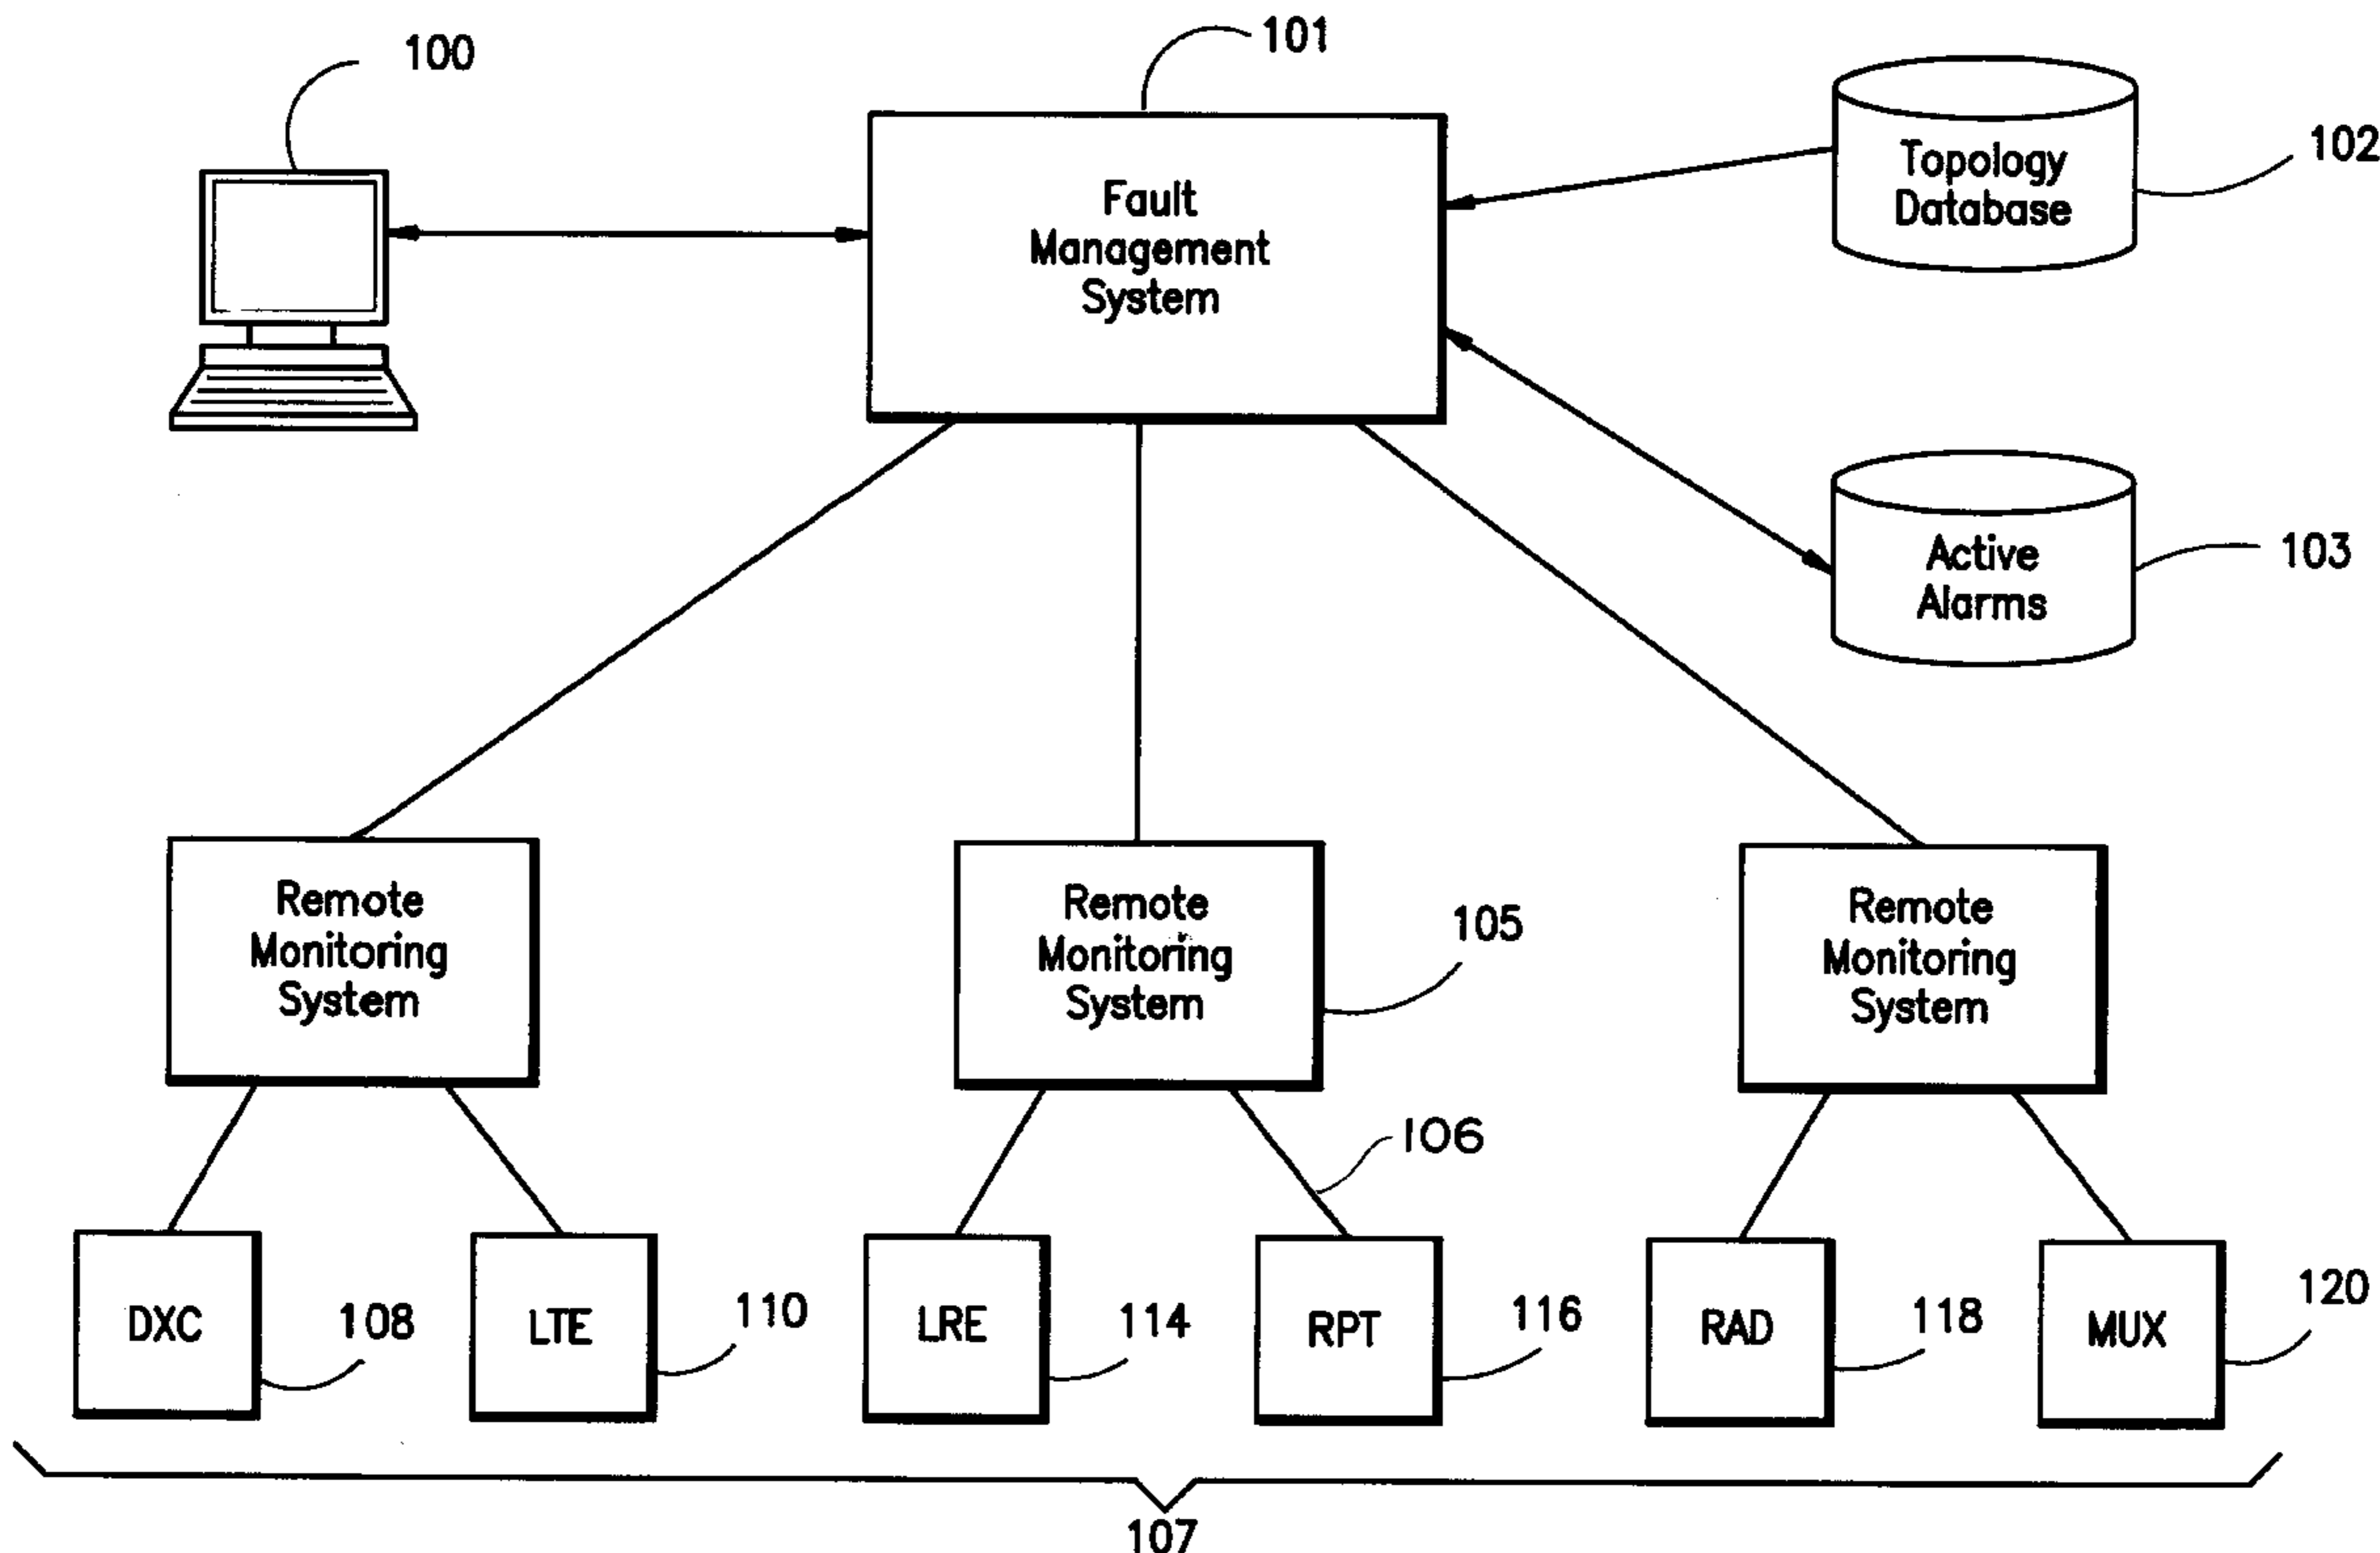 100
101
Fault
Management
System
Topology
Database
102
Active
Alarms
103
Remote
Monitoring
System
Remote
Monitoring
System
105
Remote
Monitoring
System
106
DXC
108
LTE
110
LRE
114
RPT
116
RAD
118
MUX
120
107